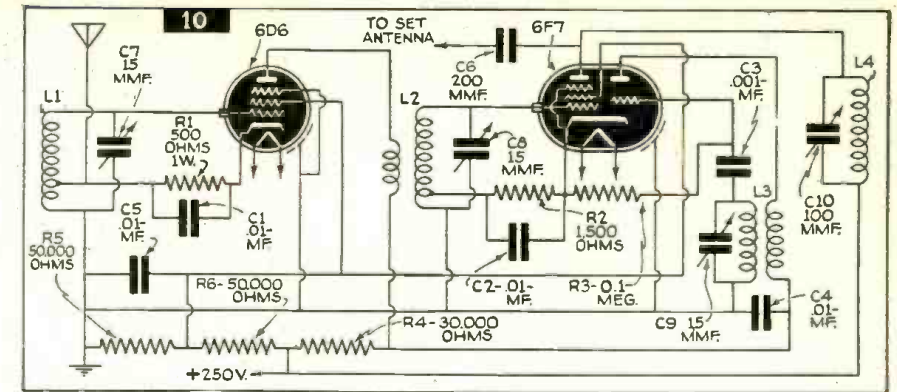 10
6D6
TO SET
ANTENNA
6F7
C7
15
MMF.
C6
200
MMF.
C3
.001-
MF.
L4
L1
L2
R1
500
OHMS
1W.
C8
15
MMF.
L3
C10
100
MMF.
C5
.01-
MF.
C1
.01-
MF.
R2
1,500
OHMS
R5
50,000
OHMS
R6-50,000
OHMS
C2-.01-
MF.
R3-0.1-
MEG.
C4
.01-
MF.
R4-30,000
OHMS
C9 15
MMF.
+250V.